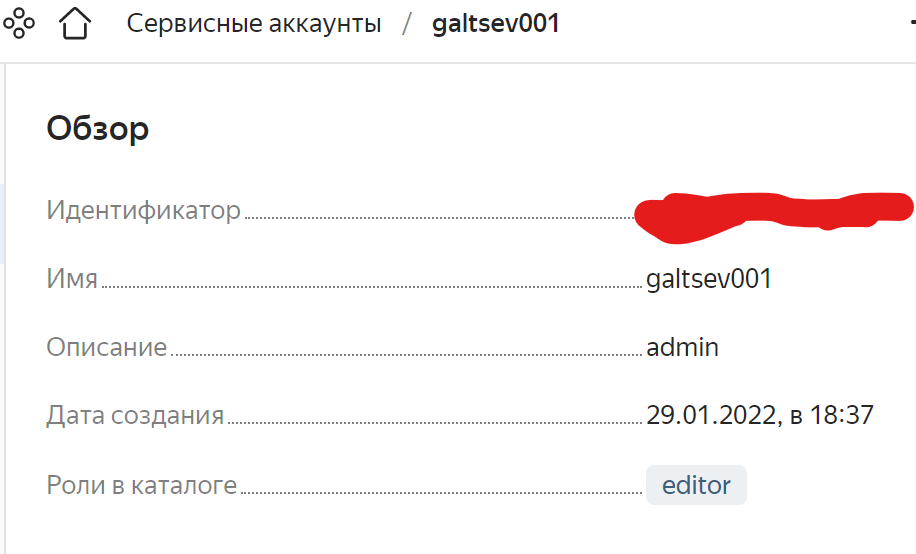 Сервисные аккаунты / galtsev001
Обзор
Идентификатор
Имя galtsev001
Описание admin
Дата создания 29.01.2022, в 18:37
Роли в каталоге editor